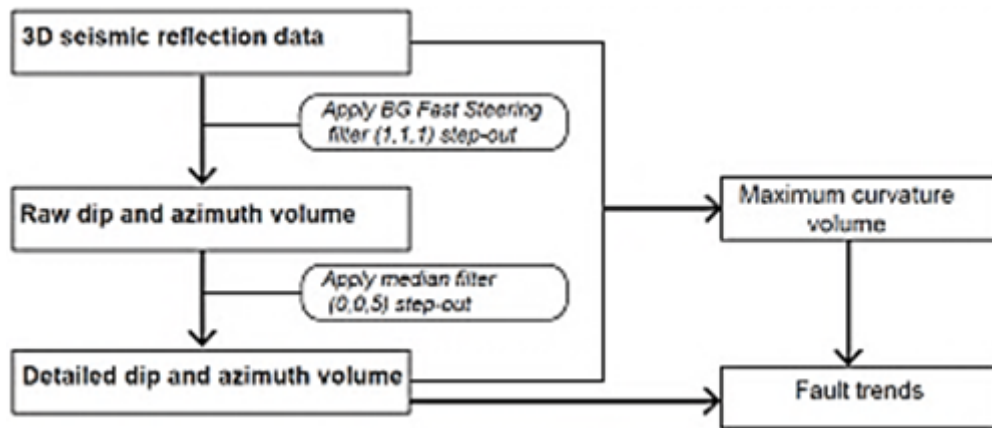 3D seismic reflection data
Apply BG Fast Steering
filter (1,1,1) step-out
Raw dip and azimuth volume
Maximum curvature
volume
Apply median filter
(0,0,5) step-out
Detailed dip and azimuth volume
Fault trends